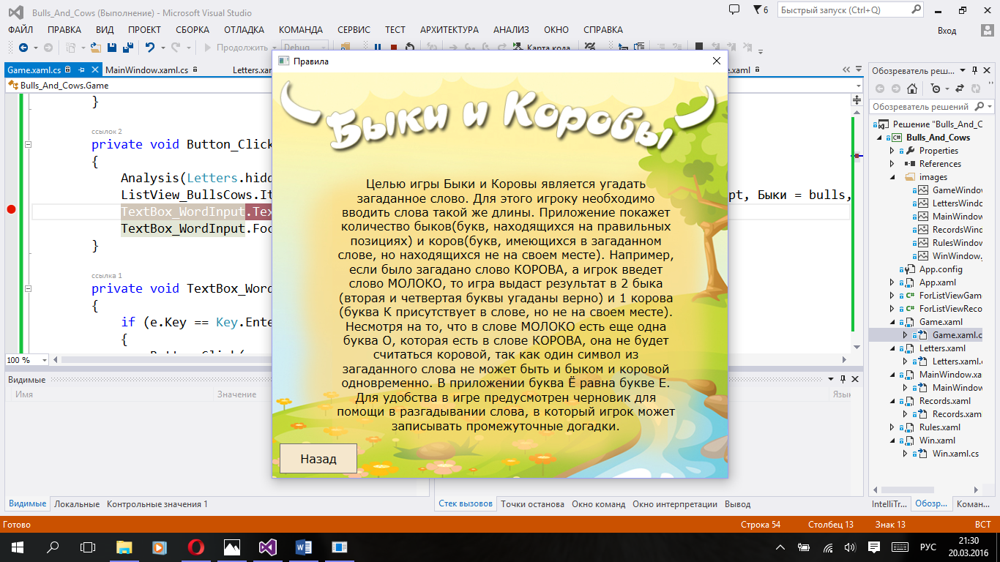 Bulls_And_Cows (Выполнение) - Microsoft Visual Studio
6
Быстрый запуск (Ctrl+Q)
ФАЙЛ ПРАВКА ВИД ПРОЕКТ СБОРКА ОТЛАДКА КОМАНДА СЕРВИС ТЕСТ АРХИТЕКТУРА АНАЛИЗ ОКНО СПРАВКА
Вход
Продолжить Debug Карта кода
Game.xaml.cs MainWindow.xaml.cs Letters.xar e.xaml
Bulls_And_Cows.Game
}
ссылок 2
private void Button_Click
{
Analysis(Letters.hidd
ListView_BullsCows.It pt, Быки = bulls,
TextBox_WordInput.Tex
TextBox_WordInput.Foc
}
ссылка 1
private void TextBox_Word
{
if (e.Key == Key.Ente
{
100 %
Правила
Быки и Коровы
Целью игры Быки и Коровы является угадать
загаданное слово. Для этого игроку необходимо
вводить слова такой же длины. Приложение покажет
количество быков(букв, находящихся на правильных
позициях) и коров(букв, имеющихся в загаданном
слове, но находящихся не на своем месте). Например,
если было загадано слово КОРОВА, а игрок введет
слово МОЛОКО, то игра выдаст результат в 2 быка
(вторая и четвертая буквы угаданы верно) и 1 корова
(буква К присутствует в слове, но не на своем месте).
Несмотря на то, что в слове МОЛОКО есть еще одна
буква О, которая есть в слове КОРОВА, она не будет
считаться коровой, так как один символ из
загаданного слова не может быть и быком и коровой
одновременно. В приложении буква Ё равна букве Е.
Для удобства в игре предусмотрен черновик для
помощи в разгадывании слова, в который игрок может
записывать промежуточные догадки.
Назад
Обозреватель реш...
Обозреватель решений
Решение "Bulls_And_C
Bulls_And_Cows
Properties
References
images
GameWindow
LettersWindow
MainWindow
RecordsWindow
RulesWindow
WinWindow.
App.config
App.xaml
ForListViewGam
ForListViewReco
Game.xaml
Game.xaml.c
Letters.xaml
Letters.xaml.
MainWindow.xa
MainWindow
Records.xaml
Records.xam
Rules.xaml
Win.xaml
Win.xaml.cs
IntelliTr... Обозр... Коман...
Видимые
Имя Значение
Язык
Видимые Локальные Контрольные значения 1
Стек вызовов Точки останова Окно команд Окно интерпретации Вывод
Готово Строка 54 Столбец 13 Знак 13 ВСТ
РУС
21:30
20.03.2016